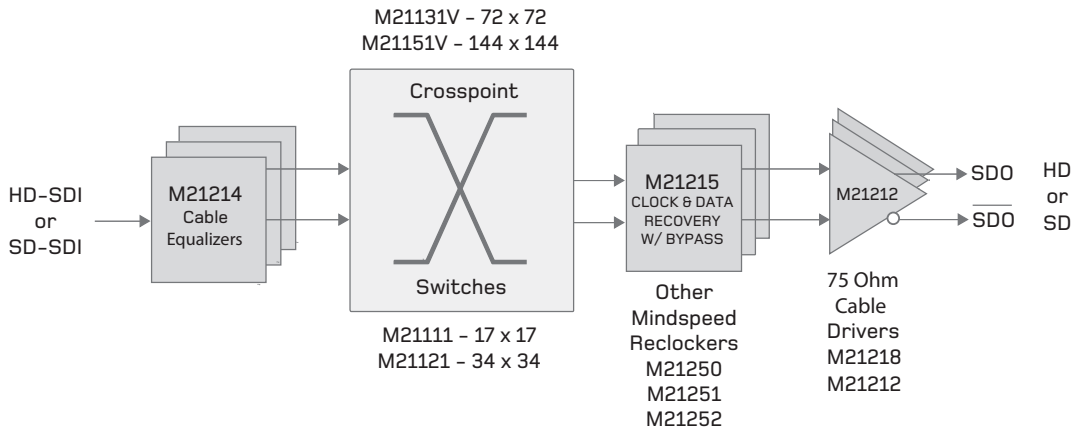 M21131V – 72 x 72
M21151V – 144 x 144
HD-SDI
or
SD-SDI
M21214
Cable
Equalizers
Crosspoint
Switches
M21111 – 17 x 17
M21121 – 34 x 34
M21215
CLOCK & DATA
RECOVERY
W/ BYPASS
Other
Mindspeed
Reclockers
M21250
M21251
M21252
M21212
75 Ohm
Cable
Drivers
M21218
M21212
SDO
S̅D̅O̅
HD
or
SD